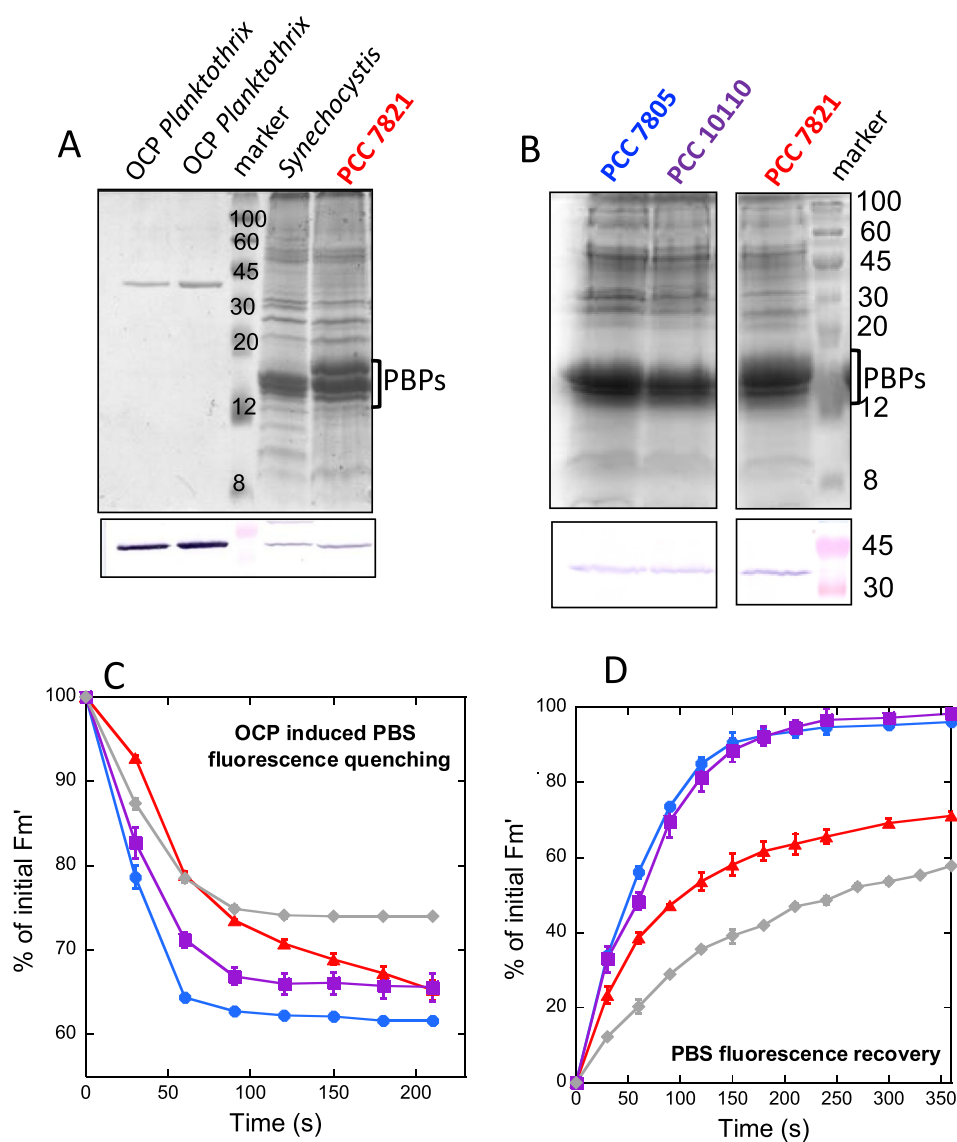 A
OCP Planktothrix
OCP Planktothrix
marker
Synechocystis
PCC 7821
100
60
45
30
20
12
8
PBPs
B
PCC 7805
PCC 10110
PCC 7821
marker
100
60
45
30
20
12
8
PBPs
45
30
C
OCP induced PBS
fluorescence quenching
% of initial Fm'
100
90
80
70
60
0 50 100 150 200
Time (s)
D
PBS fluorescence recovery
% of initial Fm'
100
80
60
40
20
0
0 50 100 150 200 250 300 350
Time (s)